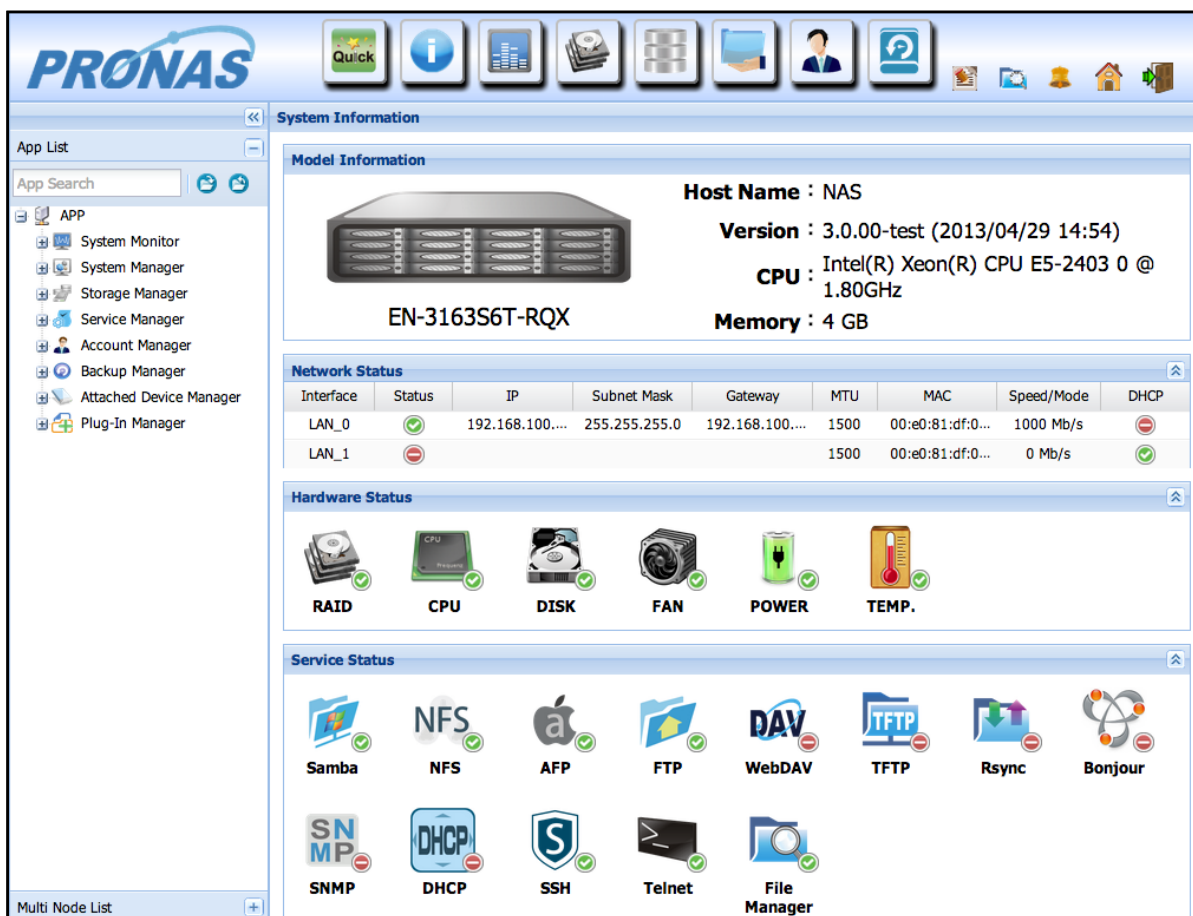 PRONAS
Quick
System Information
App List
App Search
APP
System Monitor
System Manager
Storage Manager
Service Manager
Account Manager
Backup Manager
Attached Device Manager
Plug-In Manager
Multi Node List
Model Information
EN-3163S6T-RQX
Host Name : NAS
Version : 3.0.00-test (2013/04/29 14:54)
CPU : Intel(R) Xeon(R) CPU E5-2403 0 @
1.80GHz
Memory : 4 GB
Network Status
Interface Status IP Subnet Mask Gateway MTU MAC Speed/Mode DHCP
LAN_0 192.168.100.... 255.255.255.0 192.168.100.... 1500 00:e0:81:df:0... 1000 Mb/s
LAN_1 1500 00:e0:81:df:0... 0 Mb/s
Hardware Status
CPU
RAID CPU DISK FAN POWER TEMP.
Service Status
NFS a DAV TFTP
Samba NFS AFP FTP WebDAV TFTP Rsync Bonjour
SN
MP DHCP S >_
SNMP DHCP SSH Telnet File
Manager